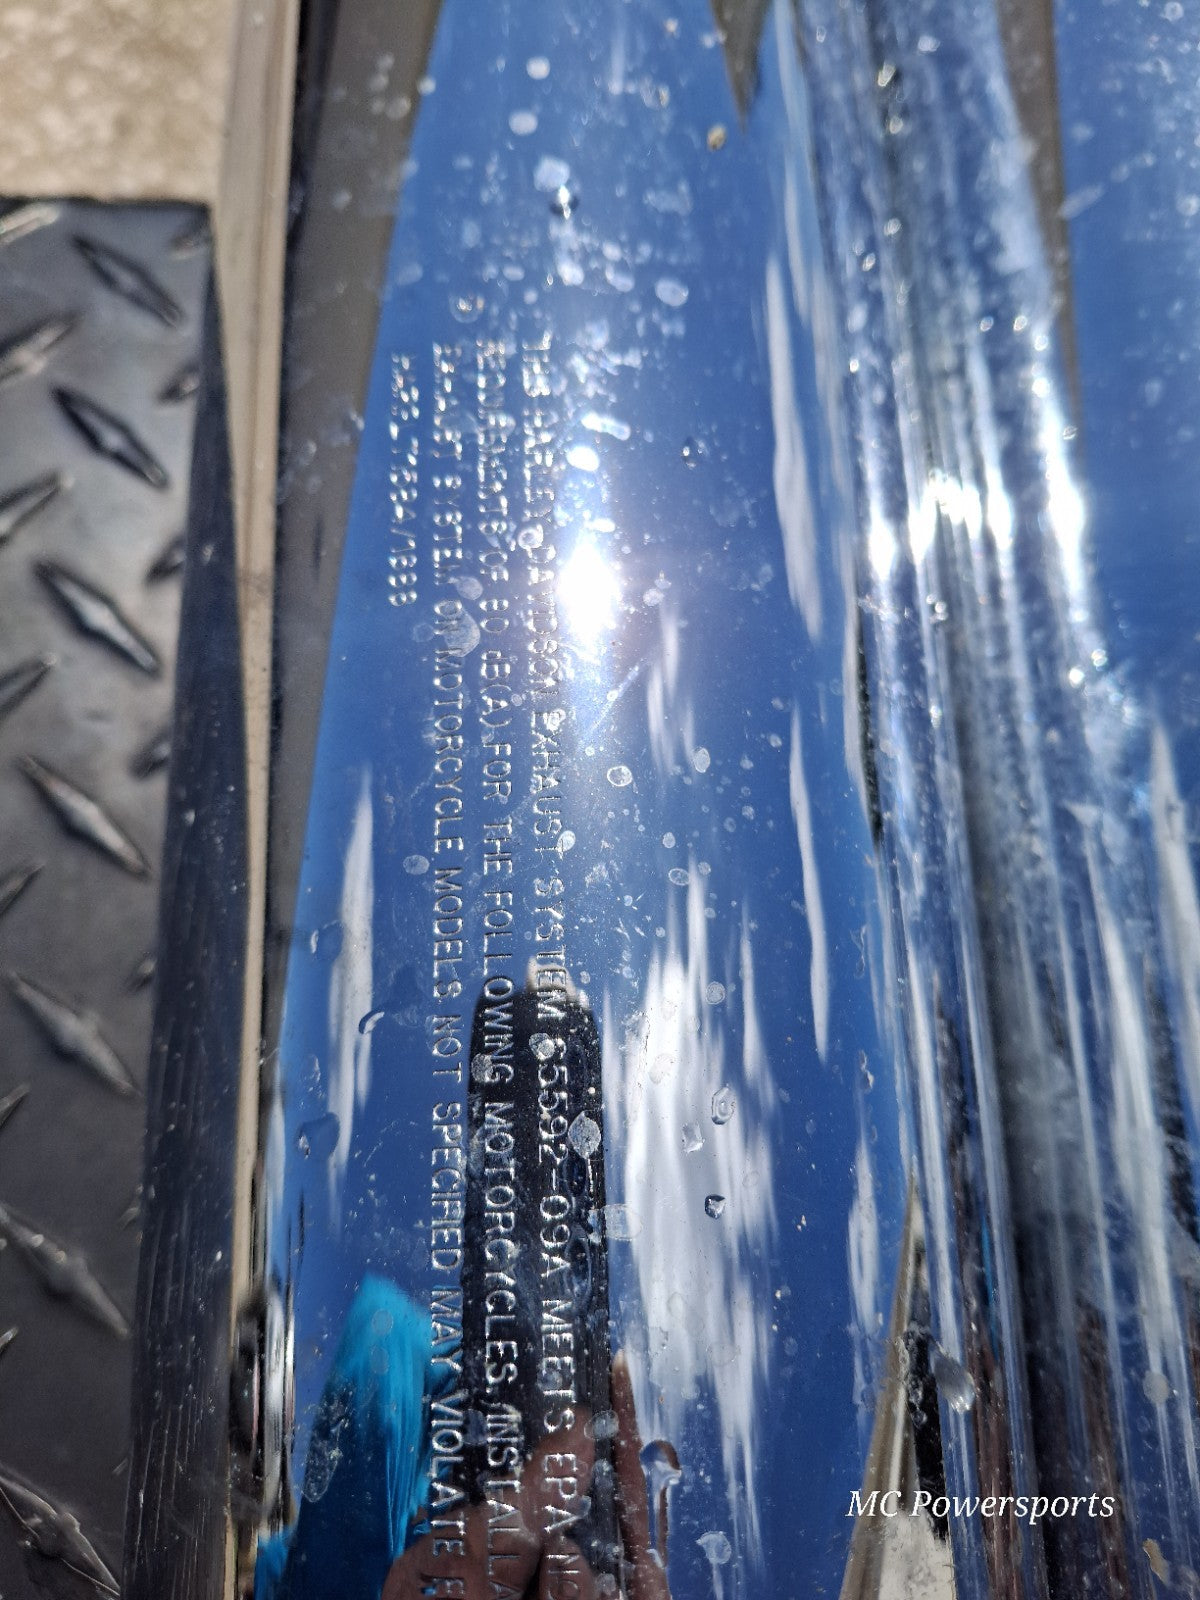 THIS HARLEY-DAVIDSON EXHAUST SYSTEM 65592-09A MEETS EPA
REQUIREMENTS OF 80 dB(A) FOR THE FOLLOWING MOTORCYCLES.
EXHAUST SYSTEM ON MOTORCYCLE MODELS NOT SPECIFIED MAY VIOLATE
MC Powersports